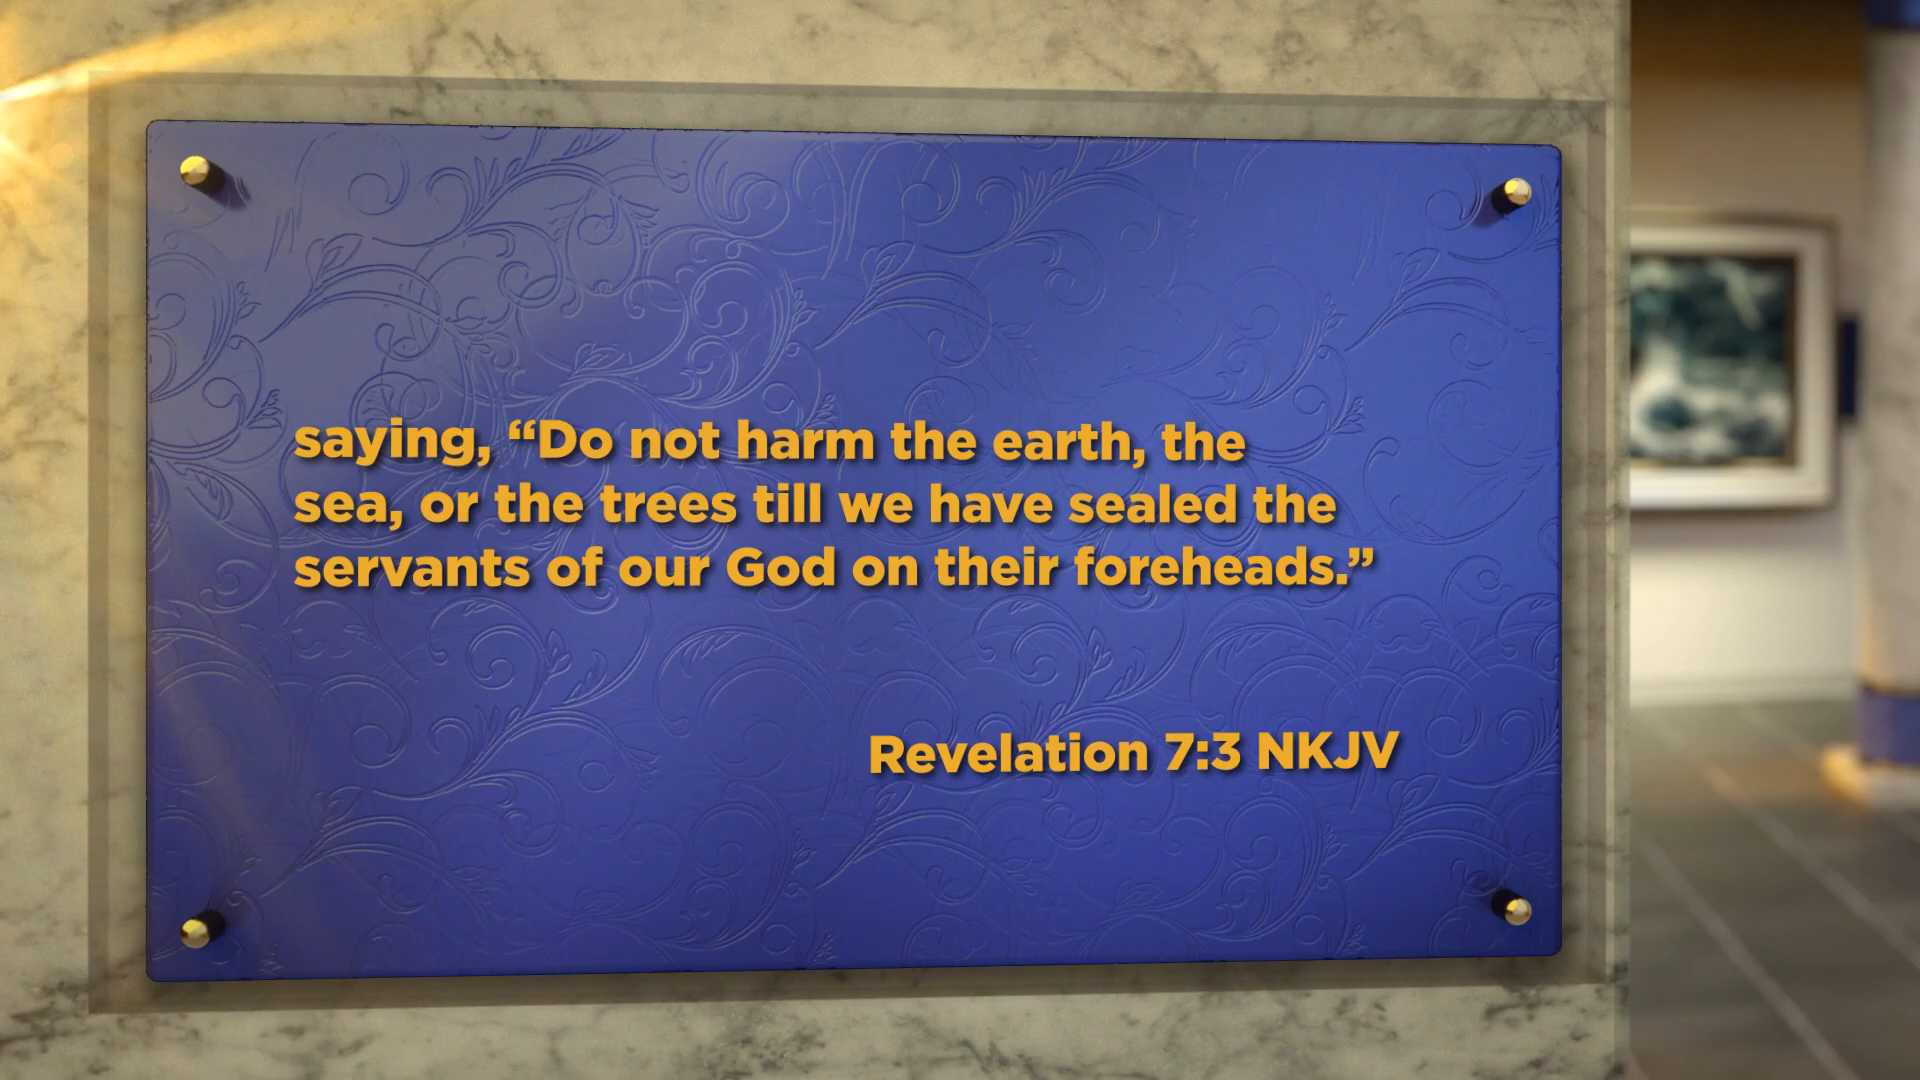 saying, “Do not harm the earth, the
sea, or the trees till we have sealed the
servants of our God on their foreheads.”
Revelation 7:3 NKJV